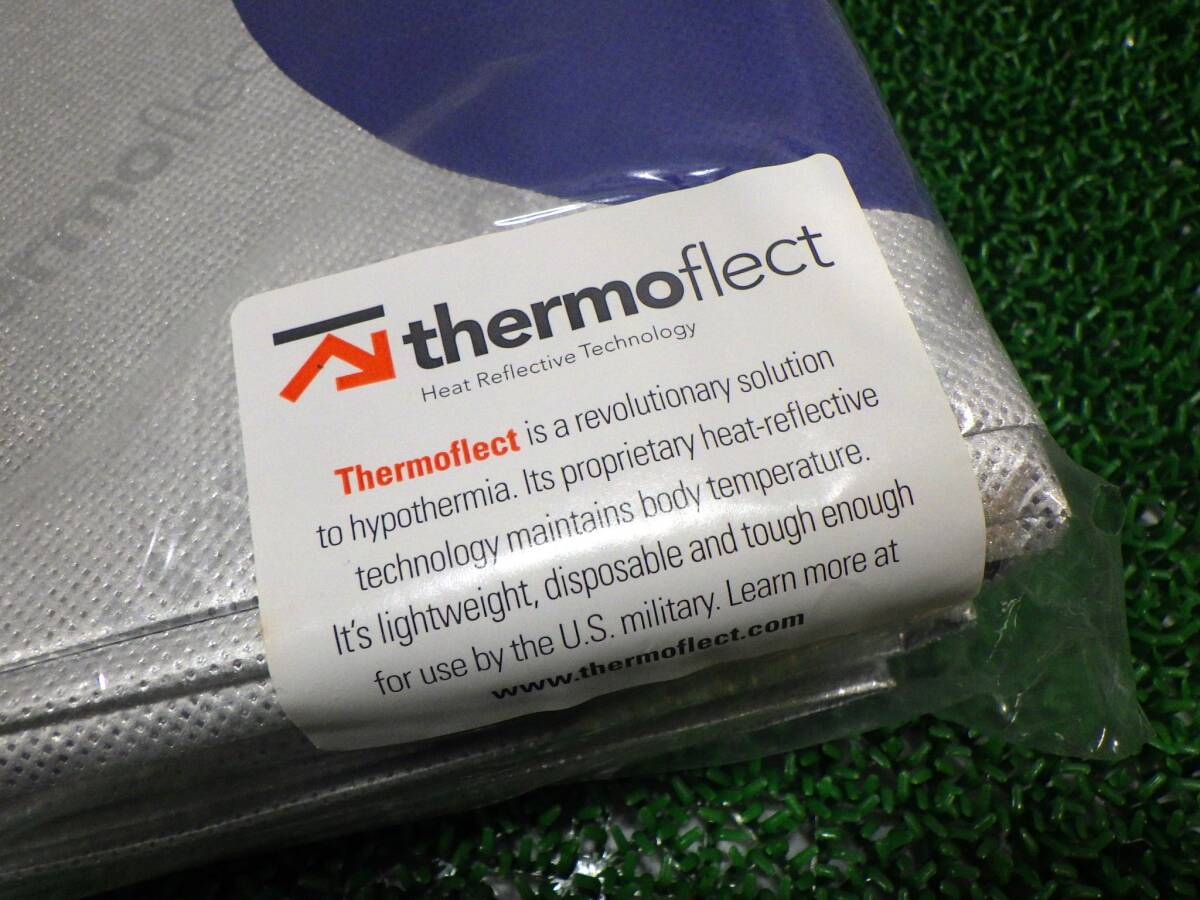 thermoflect
Heat Reflective Technology
Thermoflect is a revolutionary solution
to hypothermia. Its proprietary heat-reflective
technology maintains body temperature.
It's lightweight, disposable and tough enough
for use by the U.S. military. Learn more at
www.thermoflect.com